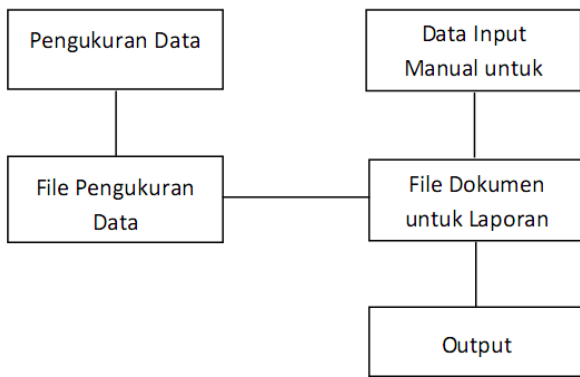 Pengukuran Data
Data Input
Manual untuk
File Pengukuran
Data
File Dokumen
untuk Laporan
Output